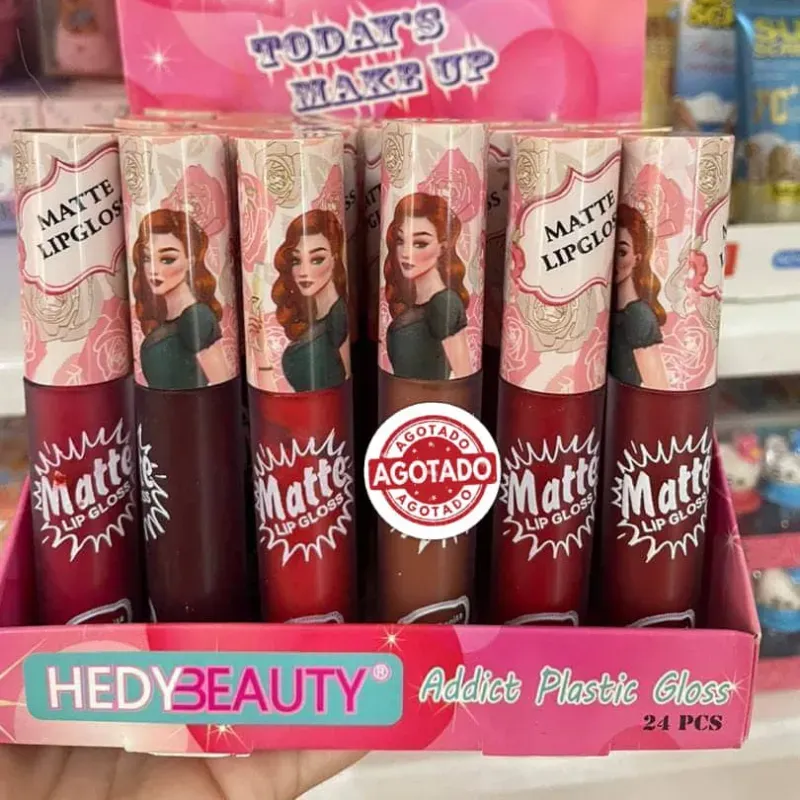 TODAY'S
MAKE UP
MATTE
LIPGLOSS
MATTE
LIPGLOSS
Matte
LIP GLOSS
Matte
LIP GLOSS
AGOTADO
AGOTADO
AGOTADO
Matte
LIP GLOSS
Matte
LIP GLOSS
HEDYBEAUTY®
Addict Plastic Gloss
24 PCS